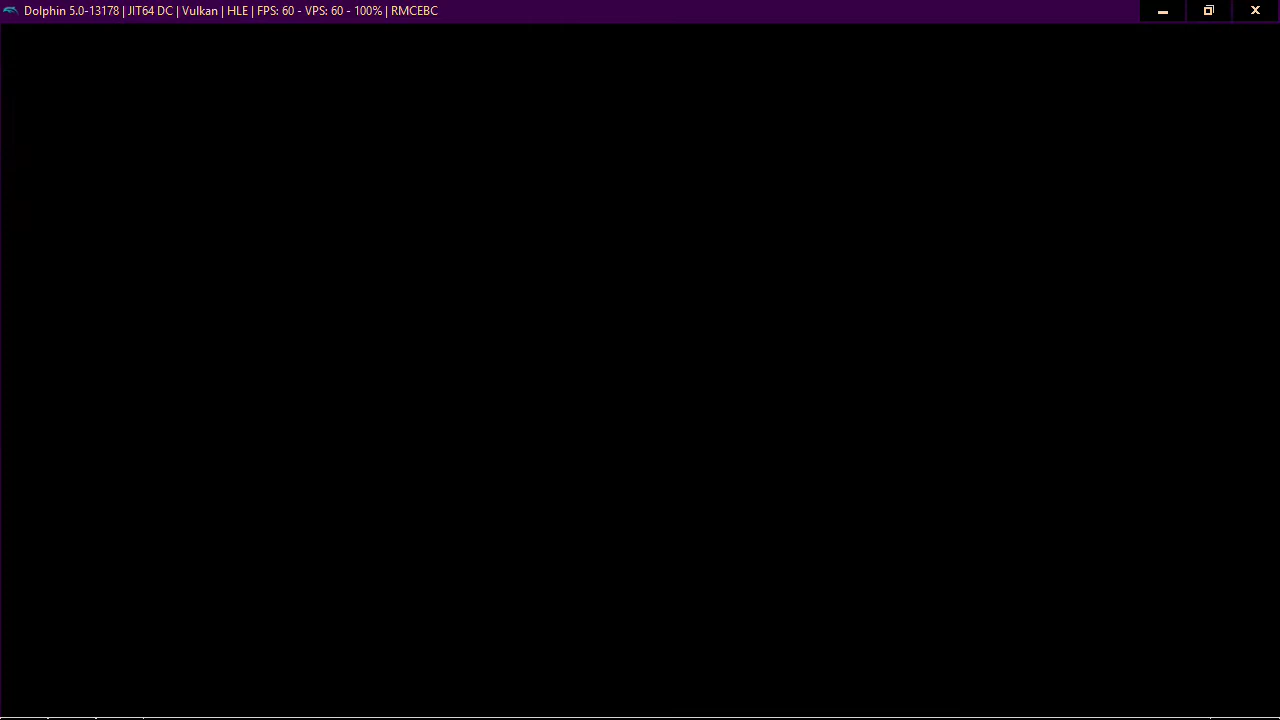 Dolphin 5.0-13178 | JIT64 DC | Vulkan | HLE | FPS: 60 - VPS: 60 - 100% | RMCEBC